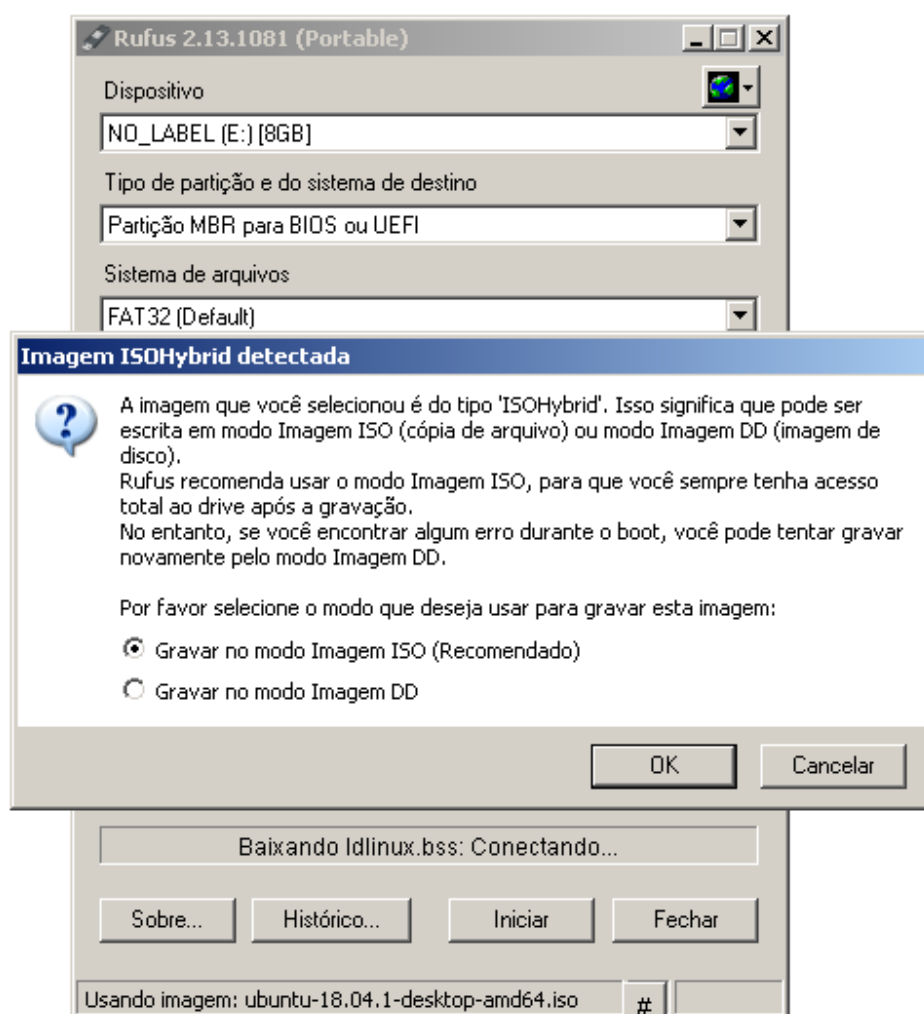 Rufus 2.13.1081 (Portable)
Dispositivo
NO_LABEL (E:) [8GB]
Tipo de partição e do sistema de destino
Partição MBR para BIOS ou UEFI
Sistema de arquivos
FAT32 (Default)
Imagem ISOHybrid detectada
A imagem que você selecionou é do tipo 'ISOHybrid'. Isso significa que pode ser
escrita em modo Imagem ISO (cópia de arquivo) ou modo Imagem DD (imagem de
disco).
Rufus recomenda usar o modo Imagem ISO, para que você sempre tenha acesso
total ao drive após a gravação.
No entanto, se você encontrar algum erro durante o boot, você pode tentar gravar
novamente pelo modo Imagem DD.
Por favor selecione o modo que deseja usar para gravar esta imagem:
Gravar no modo Imagem ISO (Recomendado)
Gravar no modo Imagem DD
OK
Cancelar
Baixando ldlinux.bss: Conectando...
Sobre...
Histórico...
Iniciar
Fechar
Usando imagem: ubuntu-18.04.1-desktop-amd64.iso
#